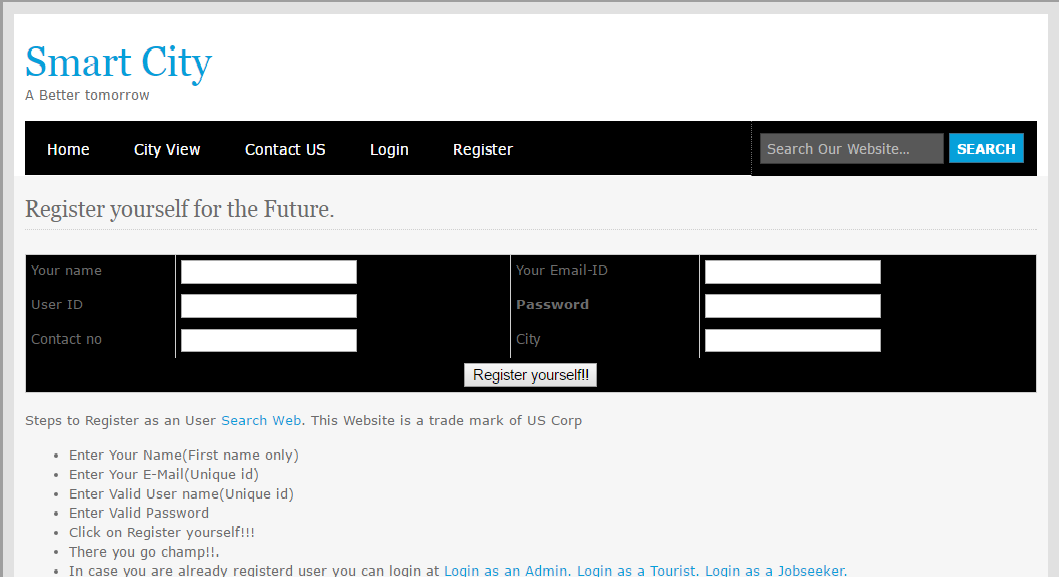 Smart City
A Better tomorrow
Home City View Contact US Login Register Search Our Website... SEARCH
Register yourself for the Future.
Your name Your Email-ID
User ID Password
Contact no City
Register yourself!!
Steps to Register as an User Search Web. This Website is a trade mark of US Corp
• Enter Your Name(First name only)
• Enter Your E-Mail(Unique id)
• Enter Valid User name(Unique id)
• Enter Valid Password
• Click on Register yourself!!!
• There you go champ!!.
• In case you are already registerd user you can login at Login as an Admin. Login as a Tourist. Login as a Jobseeker.